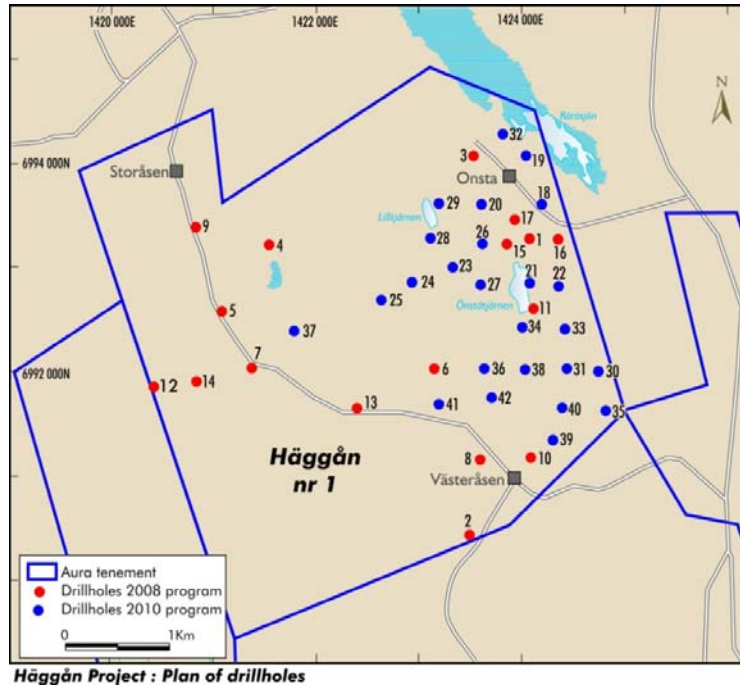 1420 000E
1422 000E
1424 000E
N
Rörösjön
32
6994 000N
3
19
Storåsen
Onsta
18
29
20
Lilltjärnen
17
9
28
26
1
4
15
16
23
24
27
21
22
25
Önståtjärnen
5
11
37
34
33
7
6992 000N
6
36
38
31
30
12
14
13
41
42
40
35
39
Häggån
nr 1
8
10
Västeråsen
2
Aura tenement
Drillholes 2008 program
Drillholes 2010 program
0
1Km
Häggån Project : Plan of drillholes